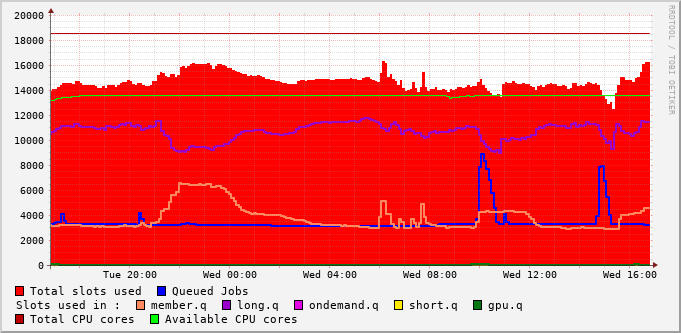 20000
18000
16000
14000
12000
10000
8000
6000
4000
2000
0
Tue 20:00 Wed 00:00 Wed 04:00 Wed 08:00 Wed 12:00 Wed 16:00
Total slots used Queued Jobs
Slots used in : member.q long.q ondemand.q short.q gpu.q
Total CPU cores Available CPU cores
RRDTOOL / TOBI OETIKER